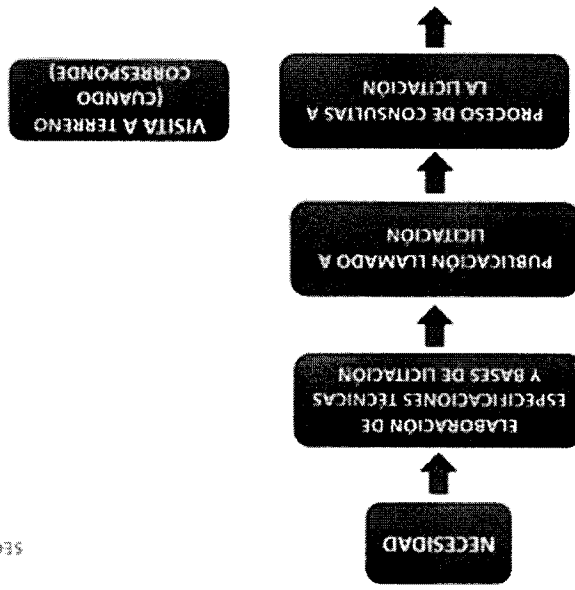 NECESIDAD
ELABORACIÓN DE
ESPECIFICACIONES TÉCNICAS
Y BASES DE LICITACIÓN
PUBLICACIÓN LLAMADO A
LICITACIÓN
PROCESO DE CONSULTAS A
LA LICITACIÓN
VISITA A TERRENO
(CUANDO
CORRESPONDE)